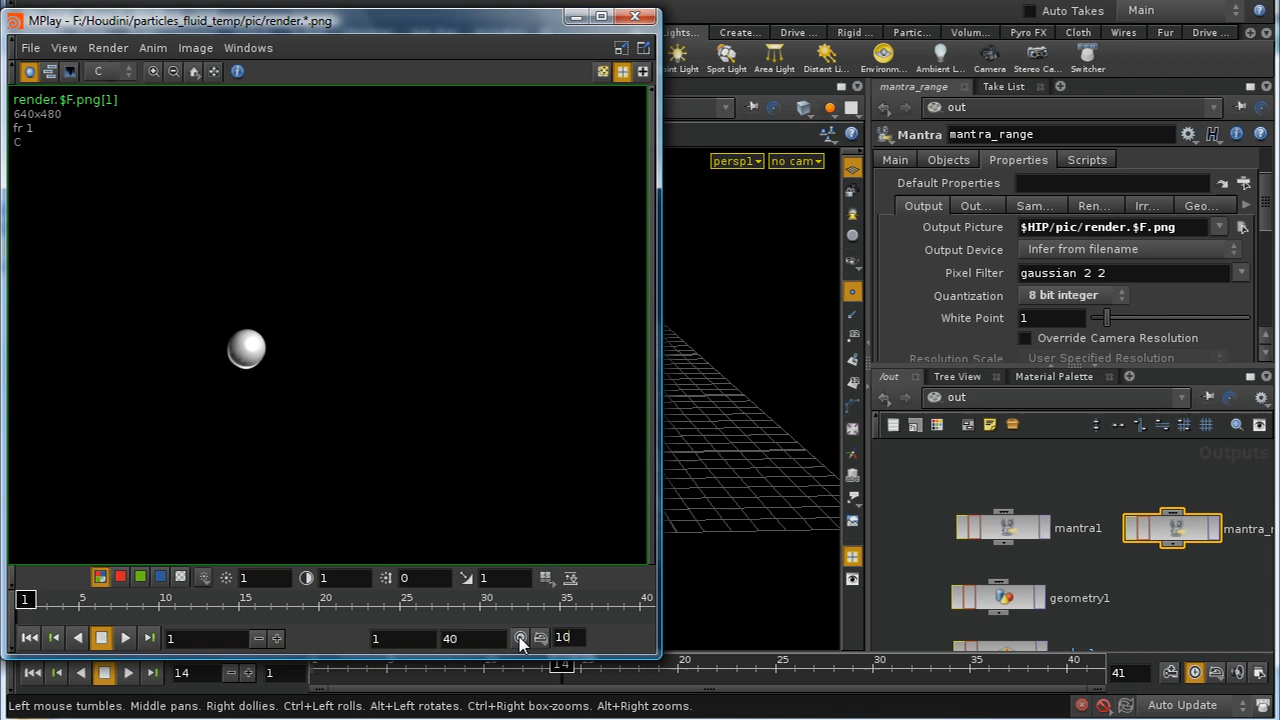 MPlay - F:/Houdini/particles_fluid_temp/pic/render.*.png
File View Render Anim Image Windows
C
render.$F.png[1]
640x480
fr 1
C
1 1 0 1
1 5 10 15 20 25 30 35 40
1 1 40 10
14 1 14 20 25 30 35 40 41
Left mouse tumbles. Middle pans. Right dollies. Ctrl+Left rolls. Alt+Left rotates. Ctrl+Right box-zooms. Alt+Right zooms.
Auto Update
Auto Takes Main
Lights... Create... Drive ... Rigid ... Partic... Volum... Pyro FX Cloth Wires Fur Drive ...
Spot Light Area Light Distant Li... Environm... Ambient L... Camera Stereo Ca... Switcher
persp1 no cam
mantra_range Take List
out
Mantra mantra_range
Main Objects Properties Scripts
Default Properties
Output Out... Sam... Ren... Irr... Geo...
Output Picture $HIP/pic/render.$F.png
Output Device Infer from filename
Pixel Filter gaussian 2 2
Quantization 8 bit integer
White Point 1
Override Camera Resolution
Resolution Scale User Specified Resolution
/out Tree View Material Palette
out
Outputs
mantra1
mantra_r
geometry1